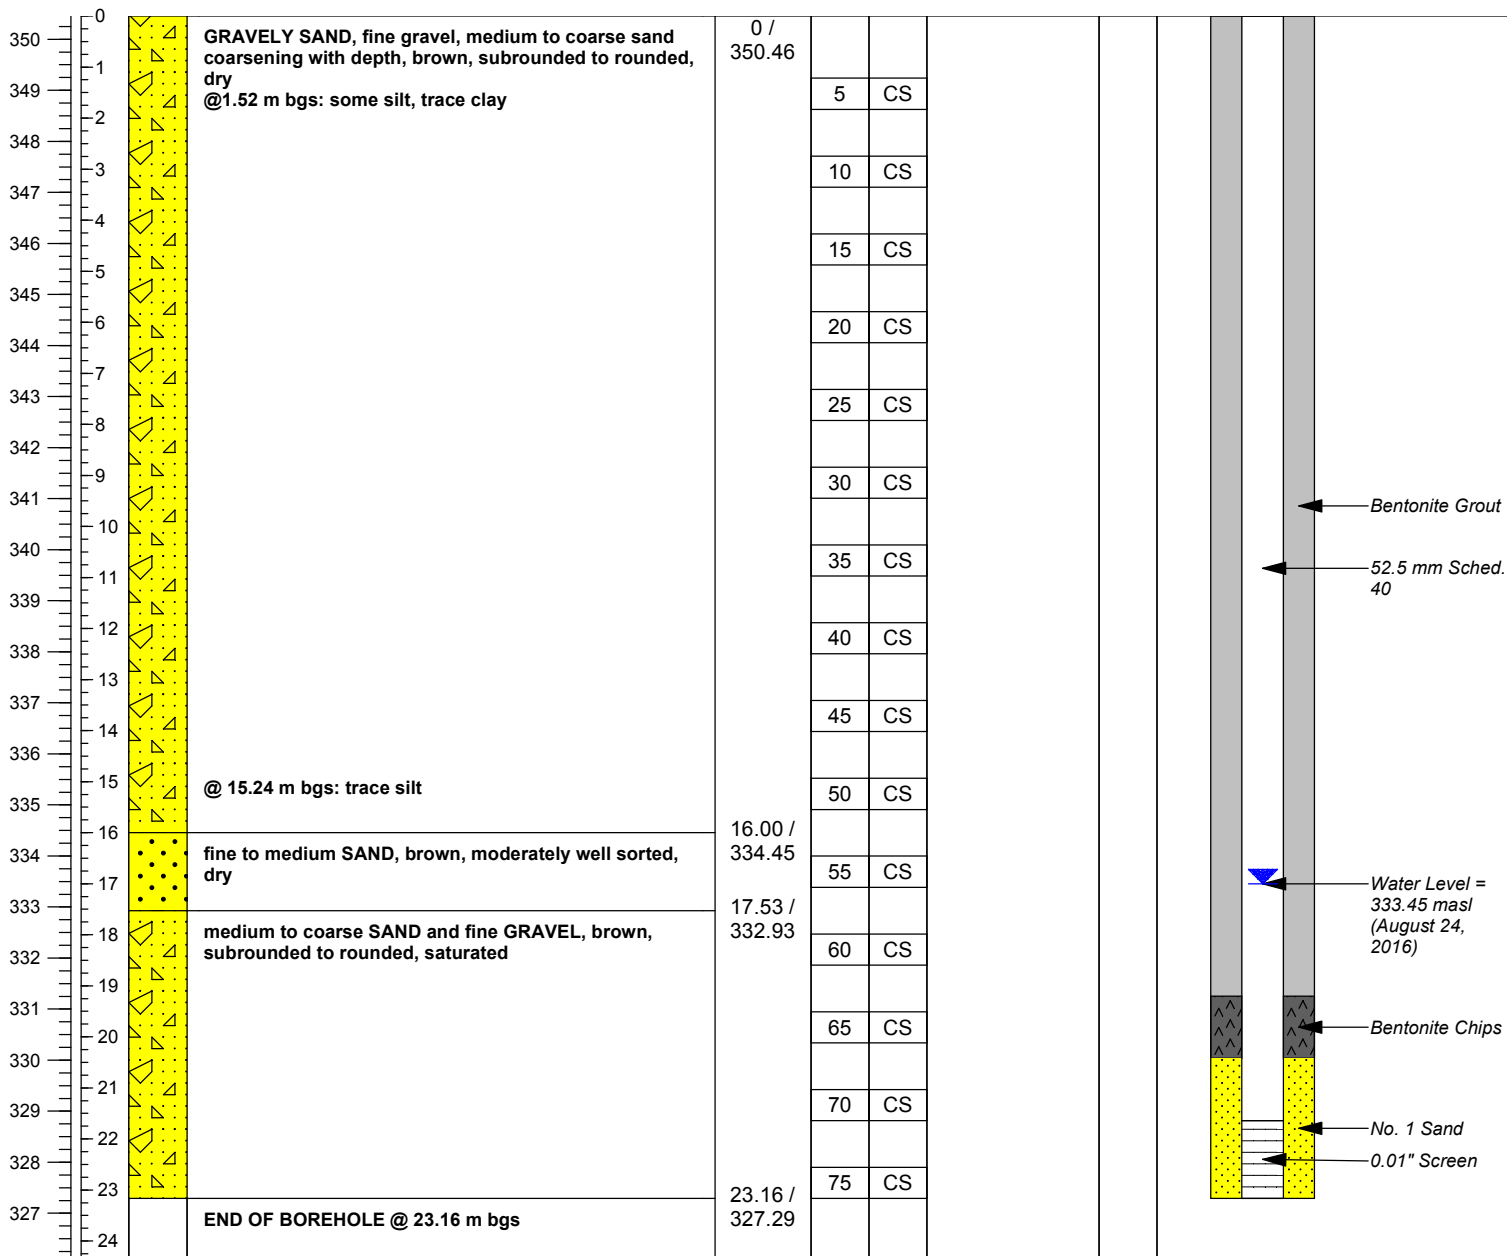 350
349
348
347
346
345
344
343
342
341
340
339
338
337
336
335
334
333
332
331
330
329
328
327
0
1
2
3
4
5
6
7
8
9
10
11
12
13
14
15
16
17
18
19
20
21
22
23
24
GRAVELY SAND, fine gravel, medium to coarse sand
coarsening with depth, brown, subrounded to rounded,
dry
@1.52 m bgs: some silt, trace clay
@ 15.24 m bgs: trace silt
fine to medium SAND, brown, moderately well sorted,
dry
medium to coarse SAND and fine GRAVEL, brown,
subrounded to rounded, saturated
END OF BOREHOLE @ 23.16 m bgs
0 /
350.46
16.00 /
334.45
17.53 /
332.93
23.16 /
327.29
5 CS
10 CS
15 CS
20 CS
25 CS
30 CS
35 CS
40 CS
45 CS
50 CS
55 CS
60 CS
65 CS
70 CS
75 CS
Bentonite Grout
52.5 mm Sched.
40
Water Level =
333.45 masl
(August 24,
2016)
Bentonite Chips
No. 1 Sand
0.01" Screen